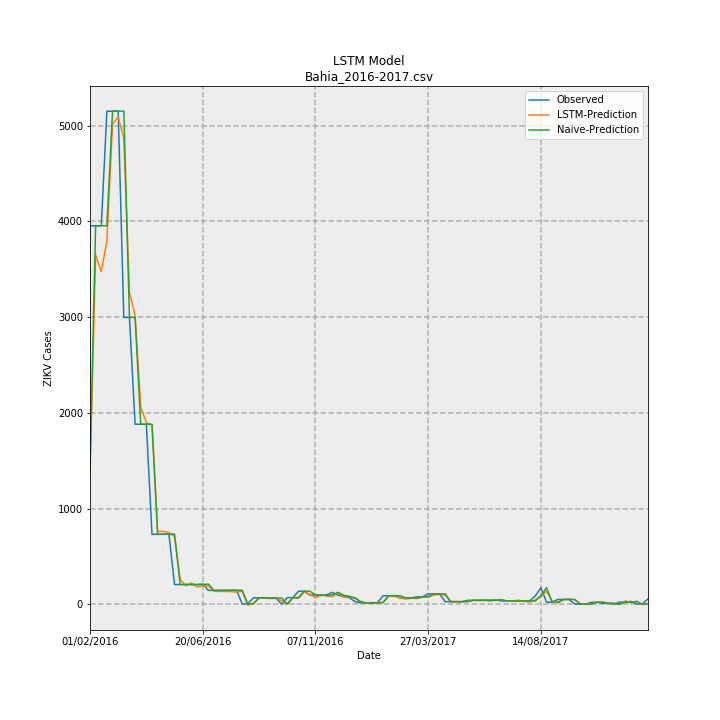 LSTM Model
Bahia_2016-2017.csv
Observed
LSTM-Prediction
Naive-Prediction
5000
4000
3000
2000
1000
0
ZIKV Cases
01/02/2016
20/06/2016
07/11/2016
27/03/2017
14/08/2017
Date